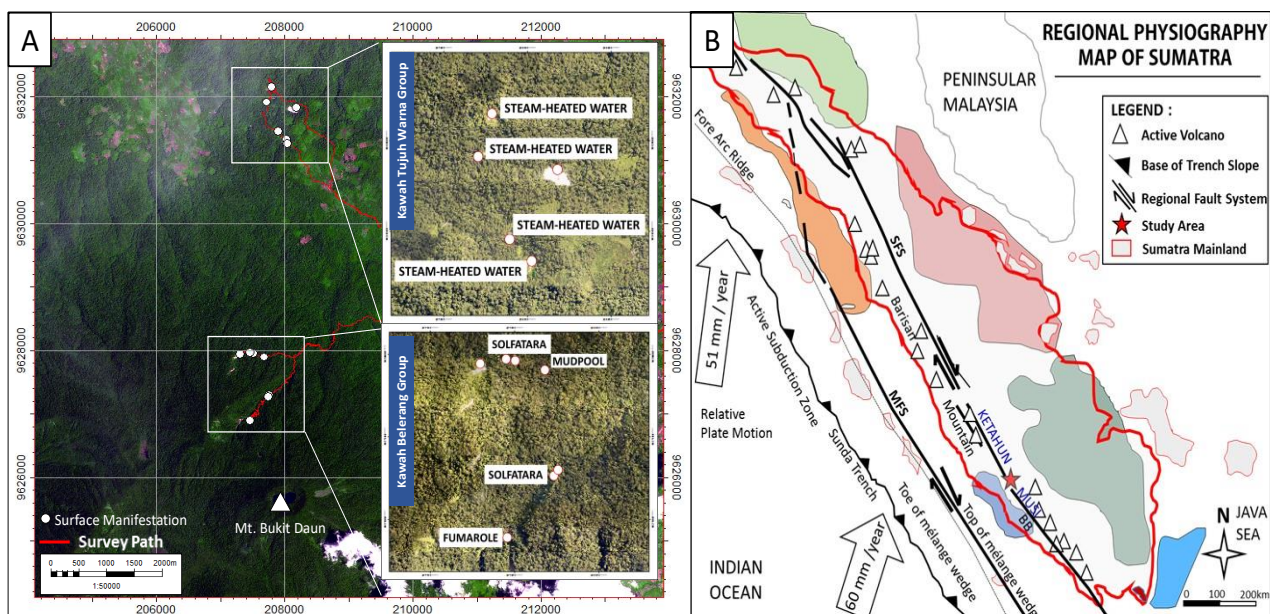 A
206000
208000
210000
212000
9632000
9630000
9628000
9626000
Kawah Tujuh Warna Group
STEAM-HEATED WATER
STEAM-HEATED WATER
STEAM-HEATED WATER
STEAM-HEATED WATER
Kawah Belerang Group
SOLFATARA
MUDPOOL
SOLFATARA
FUMAROLE
9632000
9630000
9628000
9626000
Mt. Bukit Daun
Surface Manifestation
Survey Path
0 500 1000 1500 2000m
1:50000
206000
208000
210000
212000
B
REGIONAL PHYSIOGRAPHY
MAP OF SUMATRA
PENINSULAR
MALAYSIA
LEGEND :
Active Volcano
Base of Trench Slope
Regional Fault System
Study Area
Sumatra Mainland
Fore Arc Ridge
SFS
Barisan
Mountain
51 mm / year
Active Subduction Zone
Sunda Trench
MFS
KETAHUN
MUSI
BB
Relative
Plate Motion
Toe of mélange wedge
Top of mélange wedge
60 mm/year
INDIAN
OCEAN
N
JAVA
SEA
0 100 200km